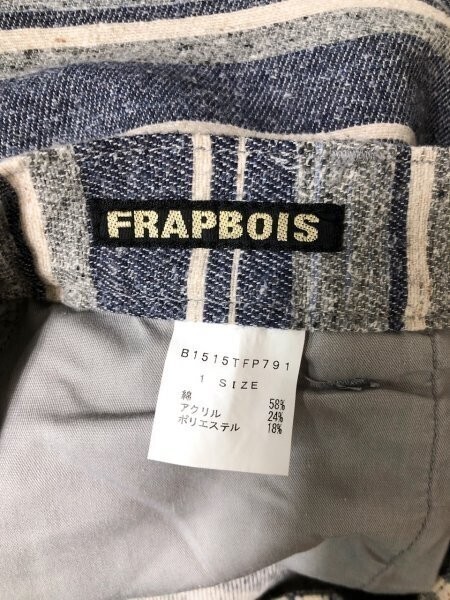 FRAPBOIS
B1515TFP791
1 SIZE
綿 58%
アクリル 24%
ポリエステル 18%